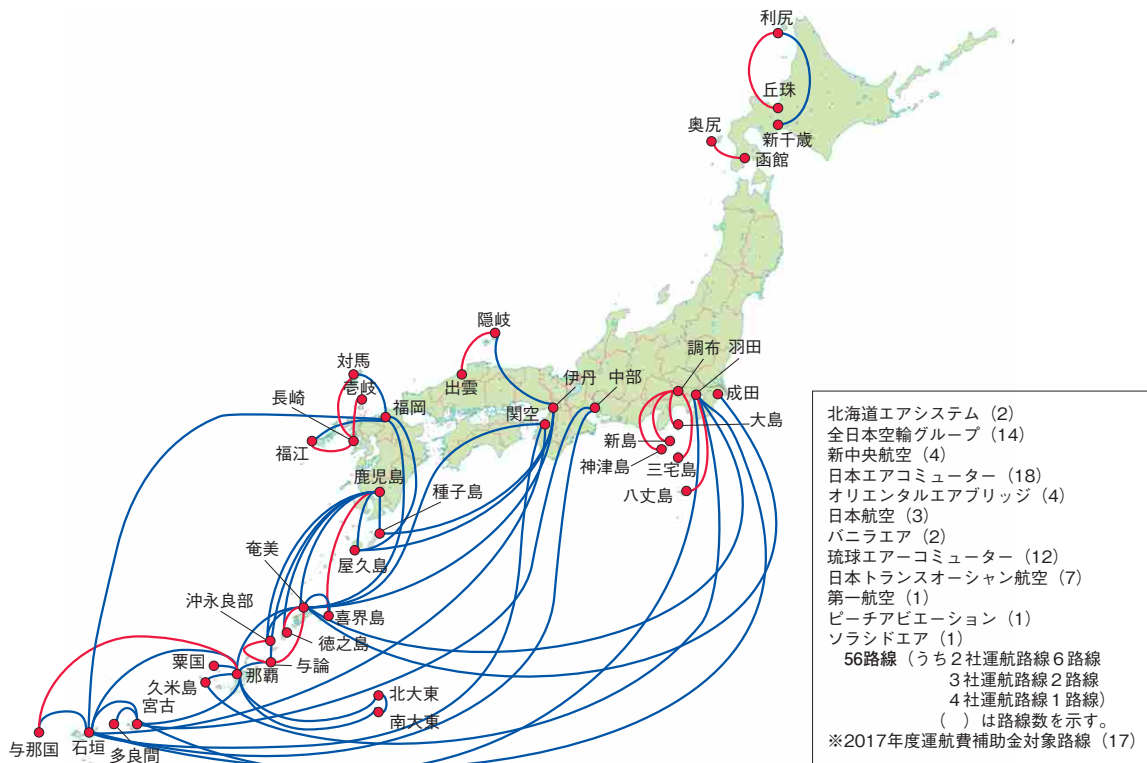 利尻
丘珠
新千歳
奥尻
函館
隠岐
出雲
対馬
壱岐
長崎
福岡
福江
伊丹
中部
関空
調布
羽田
成田
大島
新島
神津島
三宅島
八丈島
鹿児島
種子島
屋久島
奄美
喜界島
沖永良部
徳之島
与論
粟国
那覇
久米島
宮古
北大東
南大東
与那国
石垣
多良間
北海道エアシステム（2）
全日本空輸グループ（14）
新中央航空（4）
日本エアコミューター（18）
オリエンタルエアブリッジ（4）
日本航空（3）
バニラエア（2）
琉球エアーコミューター（12）
日本トランスオーシャン航空（7）
第一航空（1）
ピーチアビエーション（1）
ソラシドエア（1）
56路線（うち２社運航路線６路線
３社運航路線２路線
４社運航路線１路線）
（　）は路線数を示す。
※2017年度運航費補助金対象路線（17）